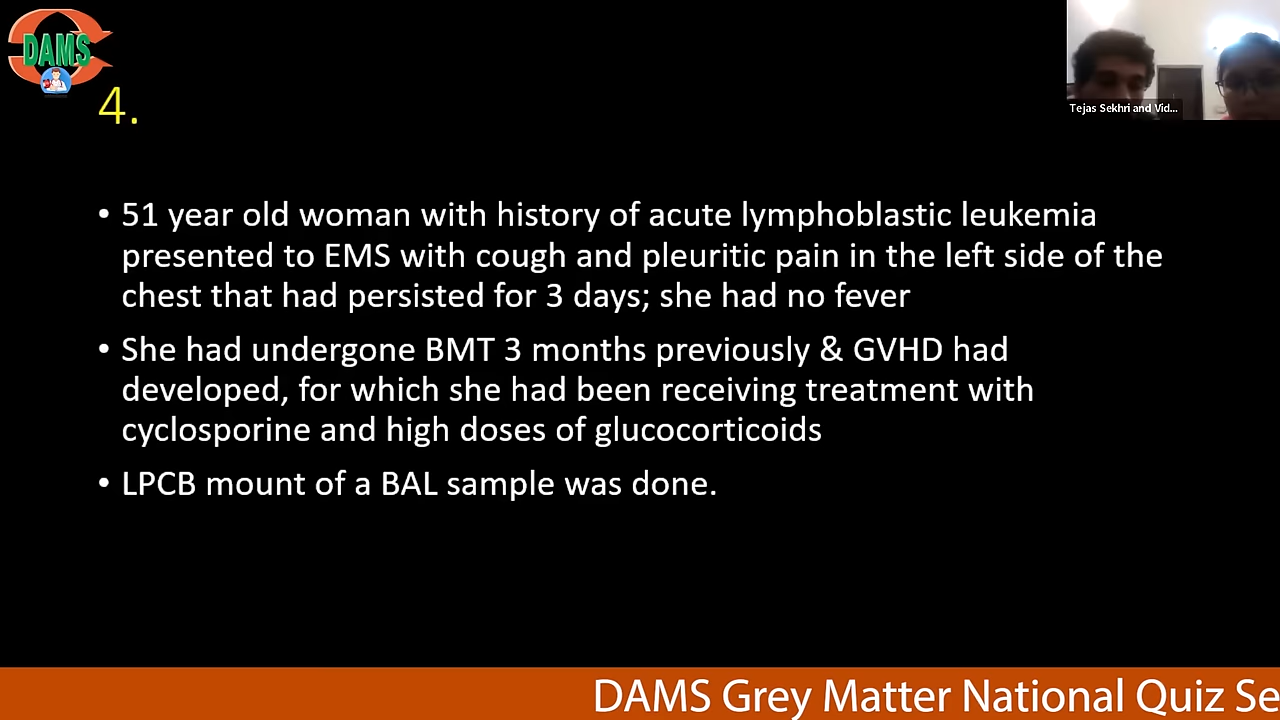 DAMS
Tejas Sekhri and Vid...
4.
• 51 year old woman with history of acute lymphoblastic leukemia
presented to EMS with cough and pleuritic pain in the left side of the
chest that had persisted for 3 days; she had no fever
• She had undergone BMT 3 months previously & GVHD had
developed, for which she had been receiving treatment with
cyclosporine and high doses of glucocorticoids
• LPCB mount of a BAL sample was done.
DAMS Grey Matter National Quiz Se